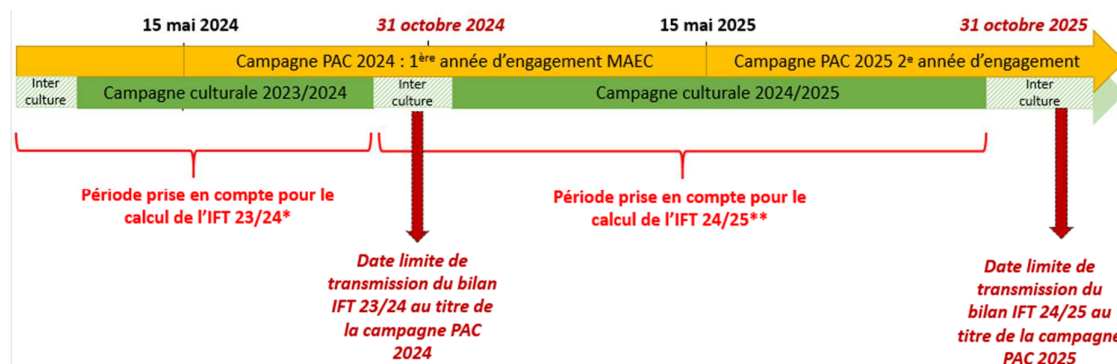 15 mai 2024
31 octobre 2024
15 mai 2025
31 octobre 2025
Campagne PAC 2024 : 1ère année d’engagement MAEC
Campagne PAC 2025 2e année d’engagement
Inter
culture
Campagne culturale 2023/2024
Inter
culture
Campagne culturale 2024/2025
Inter
culture
Période prise en compte pour le
calcul de l’IFT 23/24*
Période prise en compte pour le
calcul de l’IFT 24/25**
Date limite de
transmission du bilan
IFT 23/24 au titre de
la campagne PAC
2024
Date limite de
transmission du
bilan IFT 24/25 au
titre de la campagne
PAC 2025